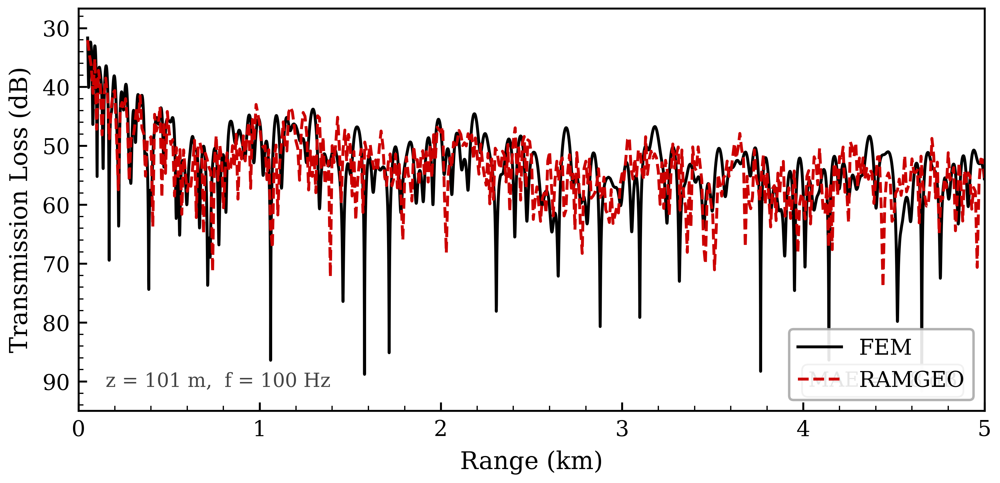 30
40
50
60
70
80
90
Transmission Loss (dB)
z = 101 m, f = 100 Hz
FEM
RAMGEO
0 1 2 3 4 5
Range (km)